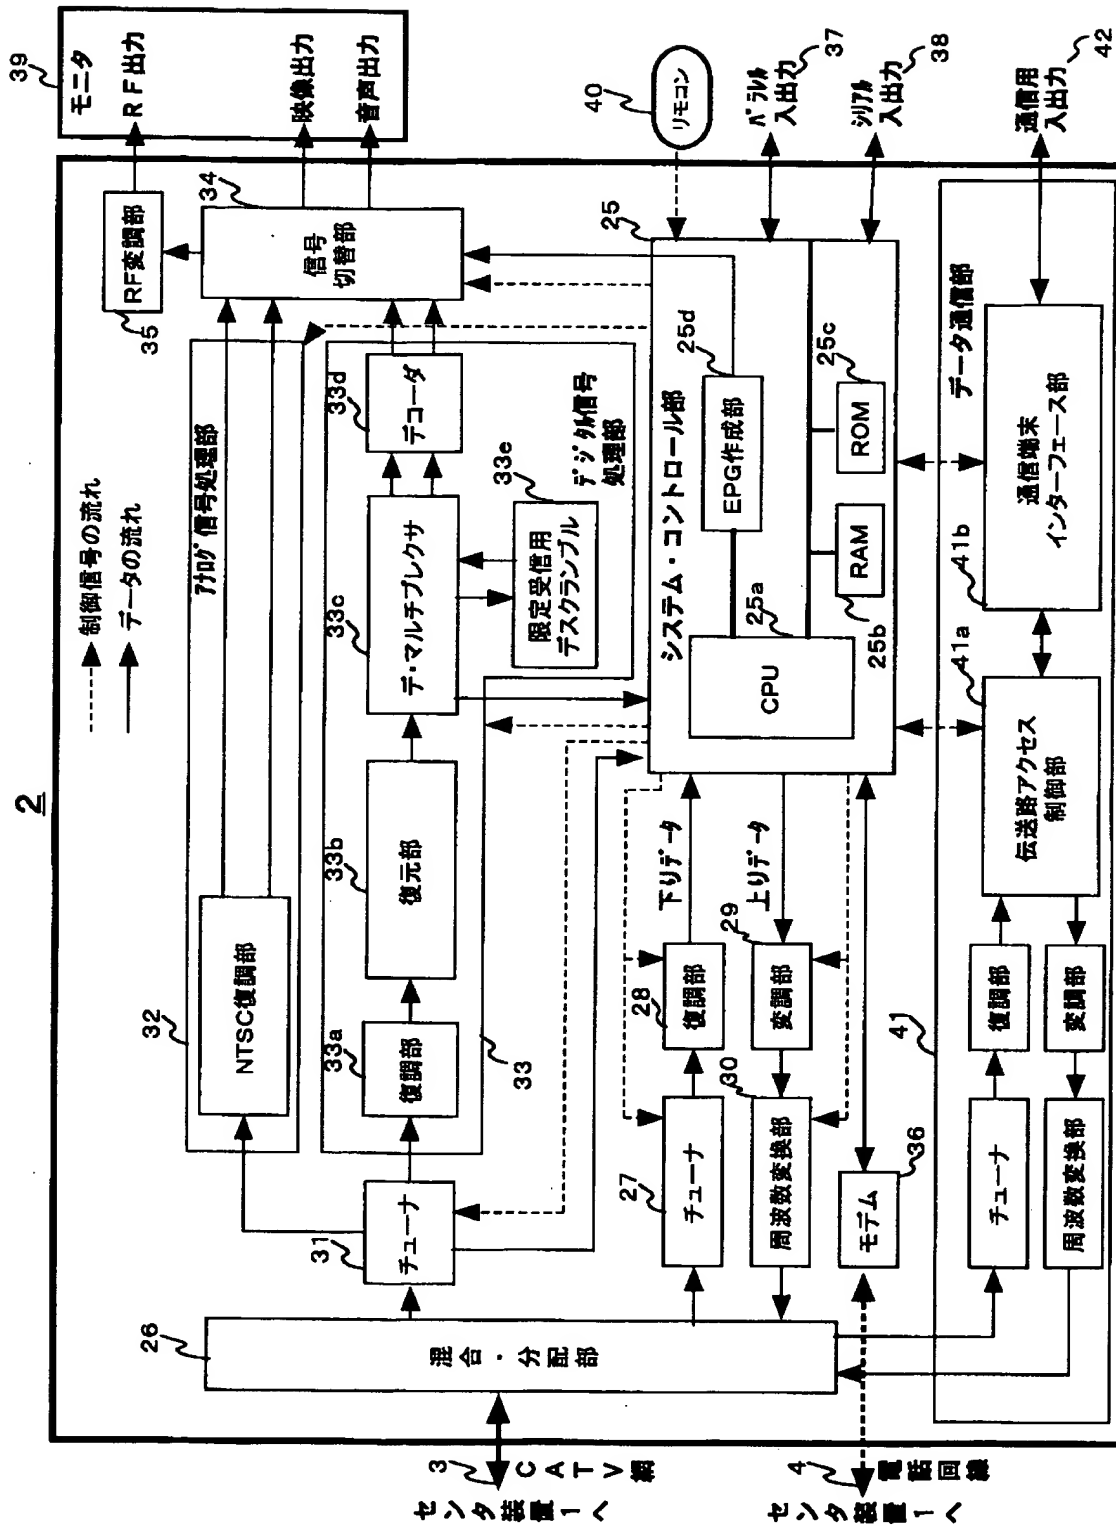 2
制御信号の流れ
データの流れ
39
モニタ
RF出力
映像出力
音声出力
RF変調部
35
34
信号
切替部
アナログ信号処理部
NTSC復調部
32
33a
復調部
33b
復元部
33c
デ・マルチプレクサ
33d
デコーダ
33e
限定受信用
デスクランブル
デジタル信号
処理部
33
31
チューナ
26
混合・分配部
3
CATV網
センタ装置1へ
4
電話回線
センタ装置1へ
40
リモコン
パラレル
入出力
37
シリアル
入出力
38
25
システム・コントロール部
25a
CPU
25d
EPG作成部
25b
RAM
25c
ROM
下りデータ
上りデータ
27
チューナ
28
復調部
29
変調部
30
周波数変換部
36
モデム
41
データ通信部
チューナ
復調部
周波数変換部
変調部
41a
伝送路アクセス
制御部
41b
通信端末
インターフェース部
通信用
入出力
42